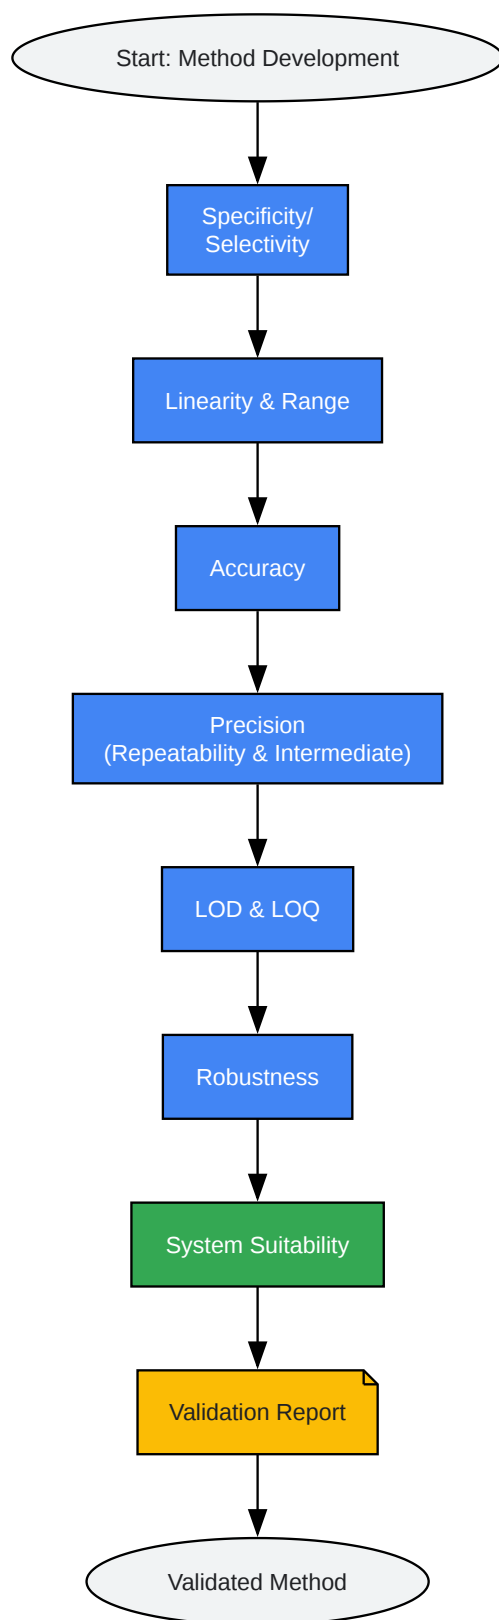 Start: Method Development
Specificity/
Selectivity
Linearity & Range
Accuracy
Precision
(Repeatability & Intermediate)
LOD & LOQ
Robustness
System Suitability
Validation Report
Validated Method